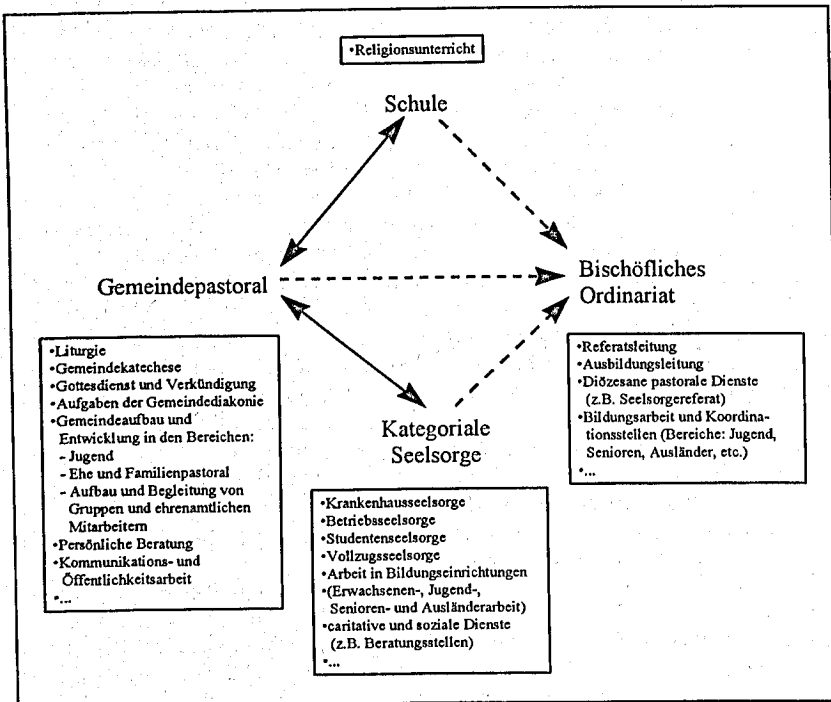 •Religionsunterricht
Schule
Gemeindepastoral
Bischöfliches
Ordinariat
•Liturgie
•Gemeindekatechese
•Gottesdienst und Verkündigung
•Aufgaben der Gemeindediakonie
•Gemeindeaufbau und
Entwicklung in den Bereichen:
- Jugend
- Ehe und Familienpastoral
- Aufbau und Begleitung von
Gruppen und ehrenamtlichen
Mitarbeitern
•Persönliche Beratung
•Kommunikations- und
Öffentlichkeitsarbeit
•...
Kategoriale
Seelsorge
•Krankenhausseelsorge
•Betriebsseelsorge
•Studentenseelsorge
•Vollzugsseelsorge
•Arbeit in Bildungseinrichtungen
•(Erwachsenen-, Jugend-,
Senioren- und Ausländerarbeit)
•caritative und soziale Dienste
(z.B. Beratungsstellen)
•...
•Referatsleitung
•Ausbildungsleitung
•Diözesane pastorale Dienste
(z.B. Seelsorgereferat)
•Bildungsarbeit und Koordina-
tionsstellen (Bereiche: Jugend,
Senioren, Ausländer, etc.)
•...